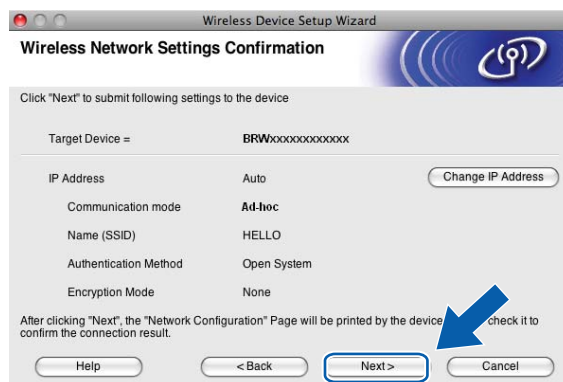 Wireless Device Setup Wizard
Wireless Network Settings Confirmation
Click "Next" to submit following settings to the device
Target Device = BRWxxxxxxxxxxxx
IP Address Auto Change IP Address
Communication mode Ad-hoc
Name (SSID) HELLO
Authentication Method Open System
Encryption Mode None
After clicking "Next", the "Network Configuration" Page will be printed by the device check it to
confirm the connection result.
Help < Back Next > Cancel